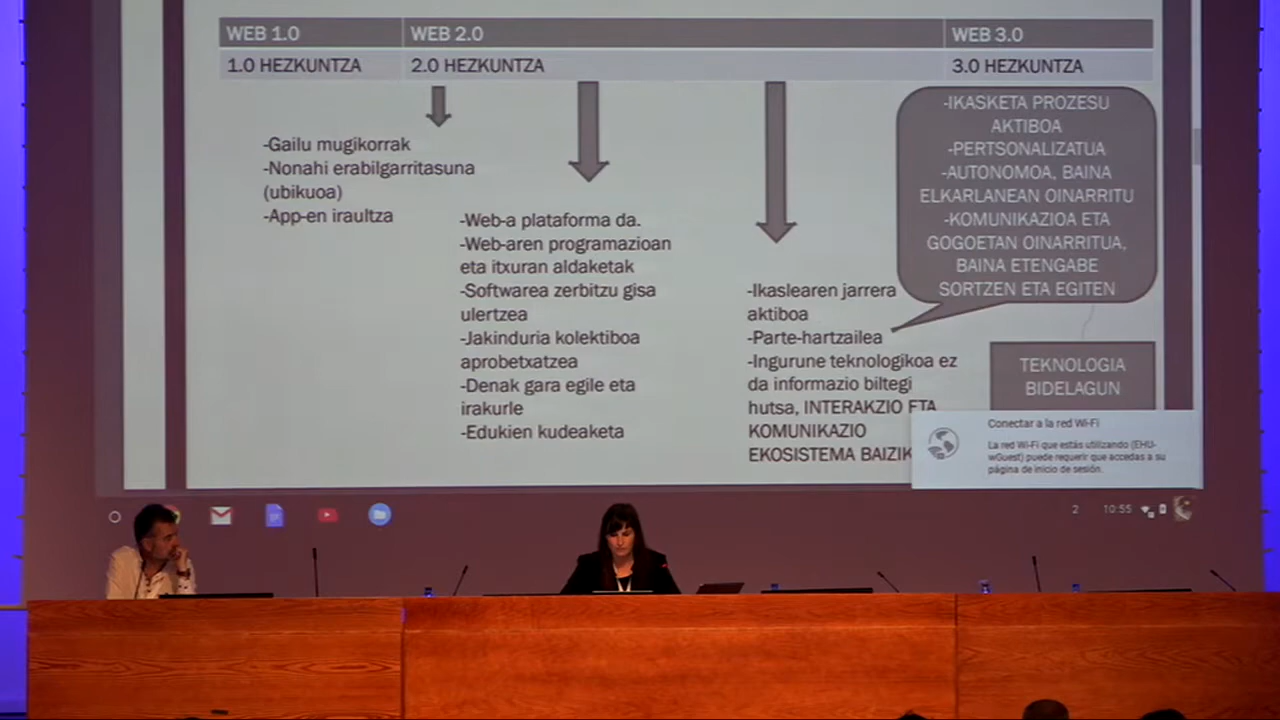 WEB 1.0
WEB 2.0
WEB 3.0
1.0 HEZKUNTZA
2.0 HEZKUNTZA
3.0 HEZKUNTZA
-Gailu mugikorrak
-Nonahi erabilgarritasuna
(ubikuoa)
-App-en iraultza
-Web-a plataforma da.
-Web-aren programazioan
eta itxuran aldaketak
-Softwarea zerbitzu gisa
ulertzea
-Jakinduria kolektiboa
aprobetxatzea
-Denak gara egile eta
irakurle
-Edukien kudeaketa
-Ikaslearen jarrera
aktiboa
-Parte-hartzailea
-Ingurune teknologikoa ez
da informazio biltegi
hutsa, INTERAKZIO ETA
KOMUNIKAZIO
EKOSISTEMA BAIZIK
-IKASKETA PROZESU
AKTIBOA
-PERTSONALIZATUA
-AUTONOMOA, BAINA
ELKARLANEAN OINARRITU
-KOMUNIKAZIOA ETA
GOGOETAN OINARRITUA,
BAINA ETENGABE
SORTZEN ETA EGITEN
TEKNOLOGIA
BIDELAGUN
Conectar a la red Wi-Fi
La red Wi-Fi que estás utilizando (EHU-
wGuest) puede requerir que accedas a su
página de inicio de sesión.
2
10:55